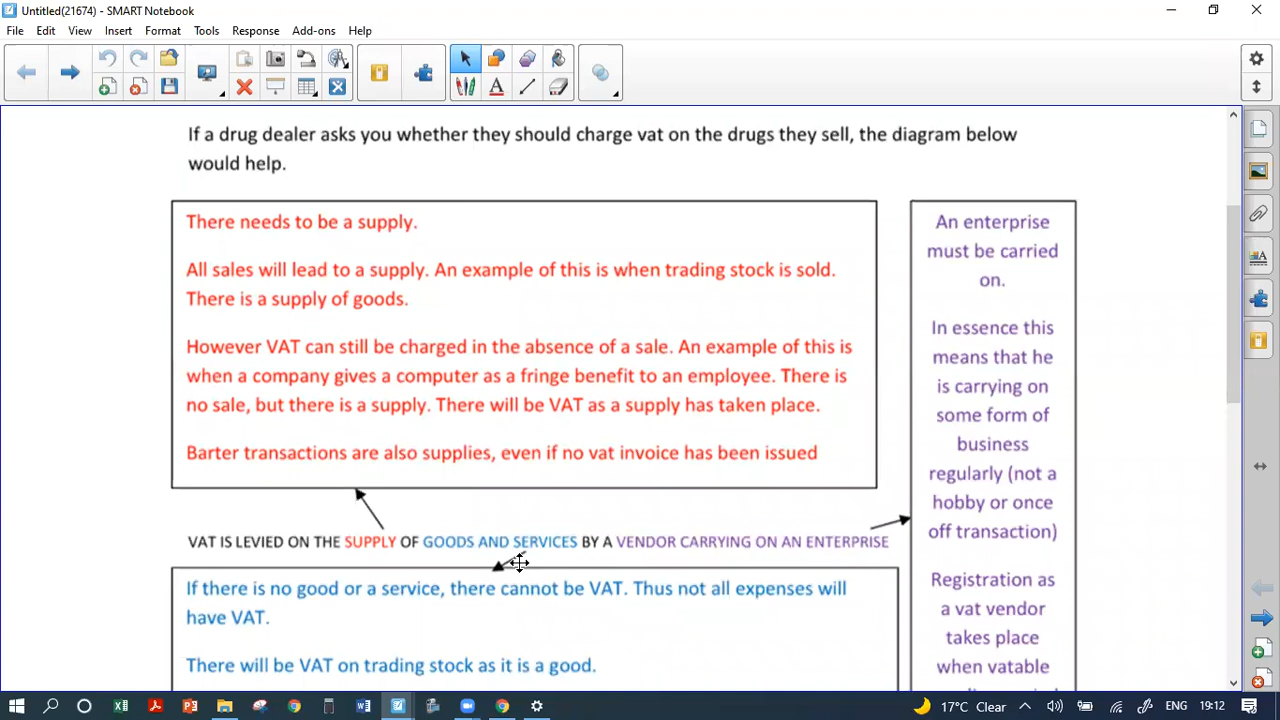 Untitled(21674) - SMART Notebook
File Edit View Insert Format Tools Response Add-ons Help
If a drug dealer asks you whether they should charge vat on the drugs they sell, the diagram below
would help.
There needs to be a supply.
All sales will lead to a supply. An example of this is when trading stock is sold.
There is a supply of goods.
However VAT can still be charged in the absence of a sale. An example of this is
when a company gives a computer as a fringe benefit to an employee. There is
no sale, but there is a supply. There will be VAT as a supply has taken place.
Barter transactions are also supplies, even if no vat invoice has been issued
An enterprise
must be carried
on.
In essence this
means that he
is carrying on
some form of
business
regularly (not a
hobby or once
off transaction)
Registration as
a vat vendor
takes place
when vatable
VAT IS LEVIED ON THE SUPPLY OF GOODS AND SERVICES BY A VENDOR CARRYING ON AN ENTERPRISE
If there is no good or a service, there cannot be VAT. Thus not all expenses will
have VAT.
There will be VAT on trading stock as it is a good.
17°C Clear ENG 19:12